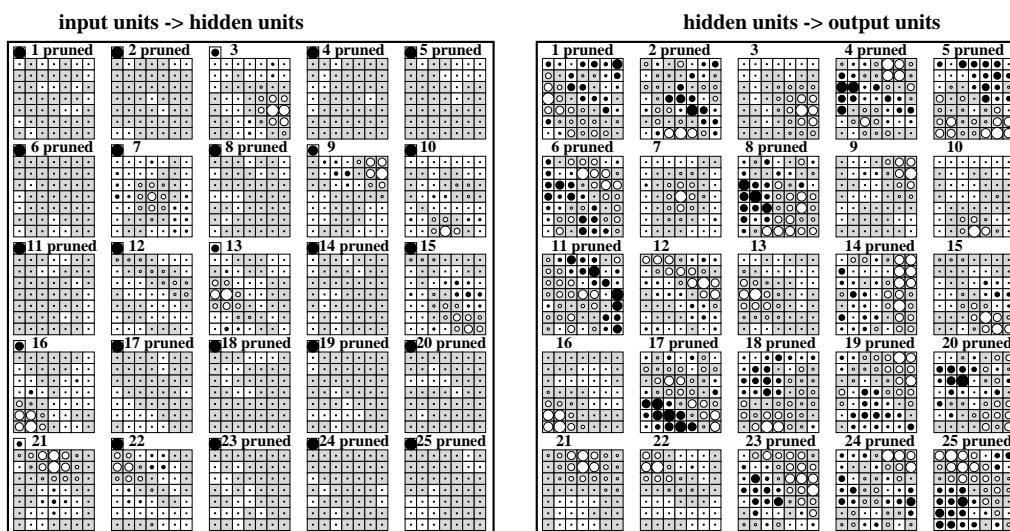 input units -> hidden units
hidden units -> output units
1 pruned 2 pruned 3 4 pruned 5 pruned
1 pruned 2 pruned 3 4 pruned 5 pruned
6 pruned 7 8 pruned 9 10
6 pruned 7 8 pruned 9 10
11 pruned 12 13 14 pruned 15
11 pruned 12 13 14 pruned 15
16 17 pruned 18 pruned 19 pruned 20 pruned
16 17 pruned 18 pruned 19 pruned 20 pruned
21 22 23 pruned 24 pruned 25 pruned
21 22 23 pruned 24 pruned 25 pruned